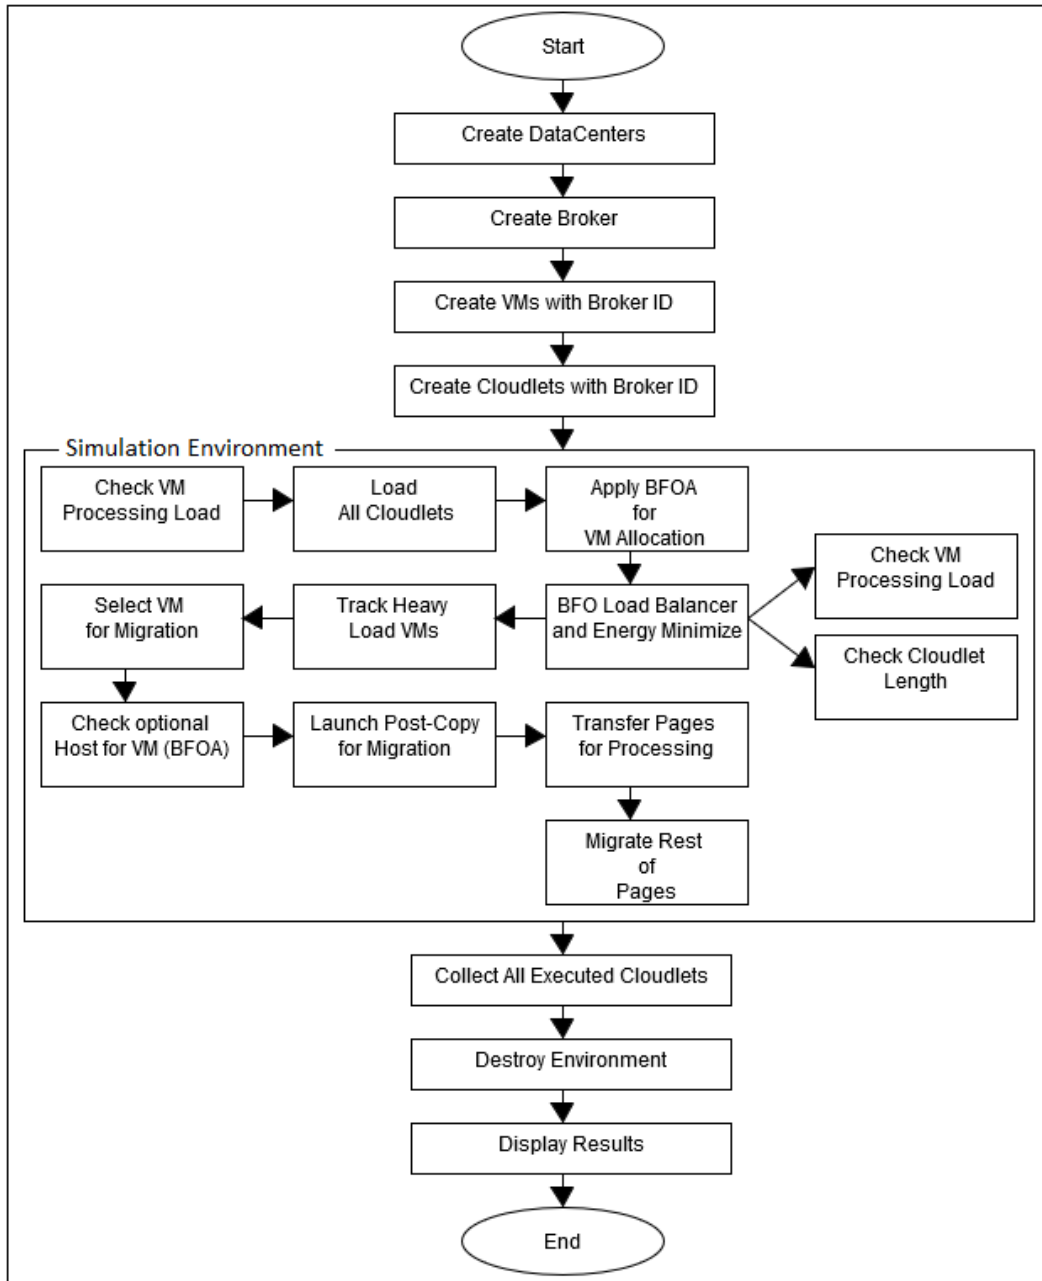 Start
Create DataCenters
Create Broker
Create VMs with Broker ID
Create Cloudlets with Broker ID
Simulation Environment
Check VM
Processing Load
Load
All Cloudlets
Apply BFOA
for
VM Allocation
Check VM
Processing Load
Select VM
for Migration
Track Heavy
Load VMs
BFO Load Balancer
and Energy Minimize
Check Cloudlet
Length
Check optional
Host for VM (BFOA)
Launch Post-Copy
for Migration
Transfer Pages
for Processing
Migrate Rest
of
Pages
Collect All Executed Cloudlets
Destroy Environment
Display Results
End